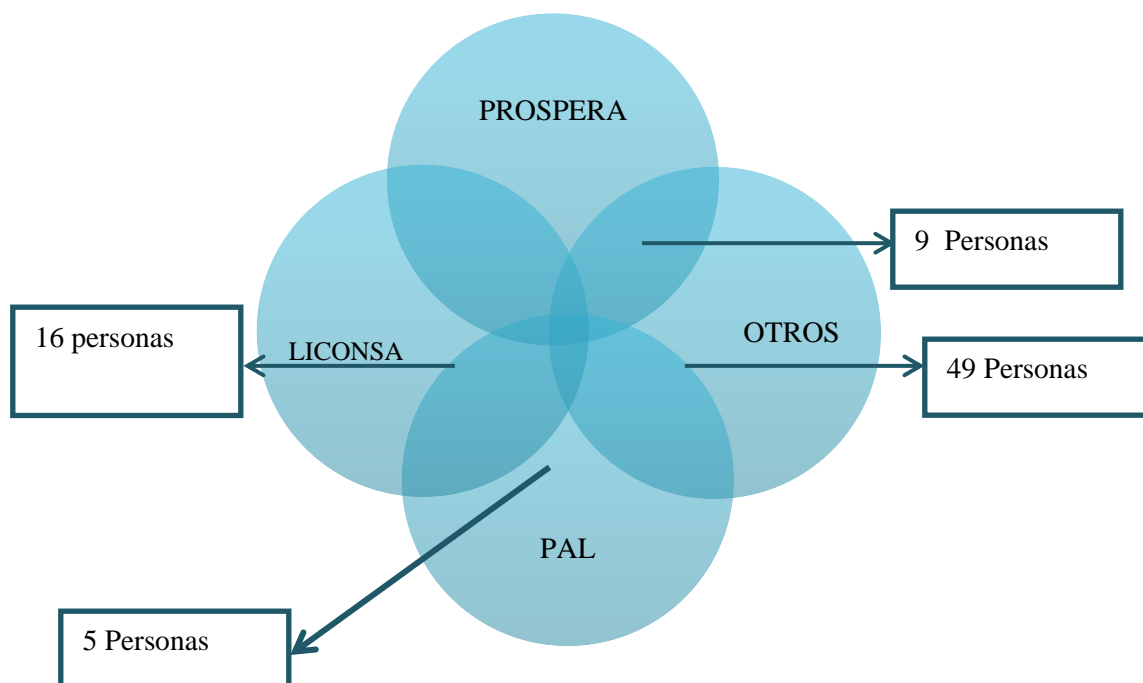 PROSPERA
9 Personas
16 personas
LICONSA
OTROS
49 Personas
PAL
5 Personas